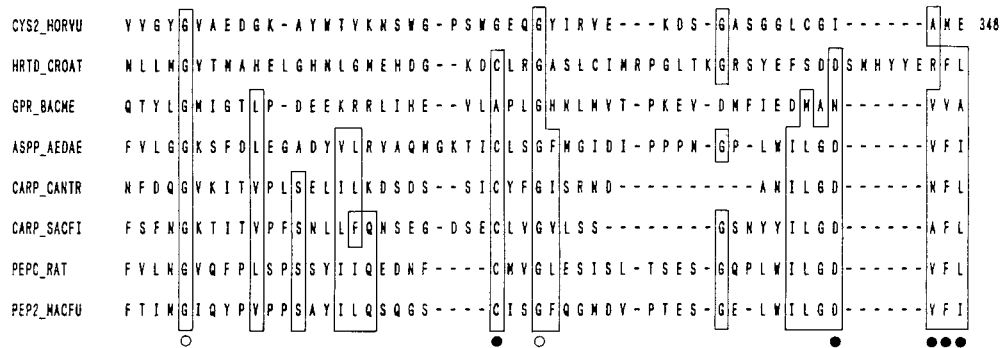 CYS2_HORVU V V G Y G V A E D G K - A Y W T V K N S W G - P S W G E Q G Y I R V E - - - K D S - G A S G G L C G I - - - - - - A M E 348
HRTD_CROAT N L L M G V T M A H E L G H N L G M E H D G - - K D C L R G A S L C I M R P G L T K G R S Y E F S D D S M H Y Y E R F L
GPR_BACME Q T Y L G M I G T L P - D E E K R R L I H E - - V L A P L G H N L M V T - P K E V - D M F I E D M A N - - - - - - V V A
ASPP_AEDAE F V L G G K S F D L E G A D Y V L R V A Q M G K T I C L S G F M G I D I - P P P N - G P - L W I L G D - - - - - - V F I
CARP_CANTR N F D Q G V K I T V P L S E L I L K D S D S - - S I C Y F G I S R N D - - - - - - - - - - A N I L G D - - - - - - N F L
CARP_SACFI F S F N G K T I T V P F S N L L F Q N S E G - D S E C L V G V L S S - - - - - - - - G S N Y Y I L G D - - - - - - A F L
PEPC_RAT F V L N G V Q F P L S P S S Y I I Q E D N F - - - - C M V G L E S I S L - T S E S - G Q P L W I L G D - - - - - - V F L
PEP2_MACFU F T I N G I Q Y P V P P S A Y I L Q S Q G S - - - - C I S G F Q G M D V - P T E S - G E - L W I L G D - - - - - - Y F I